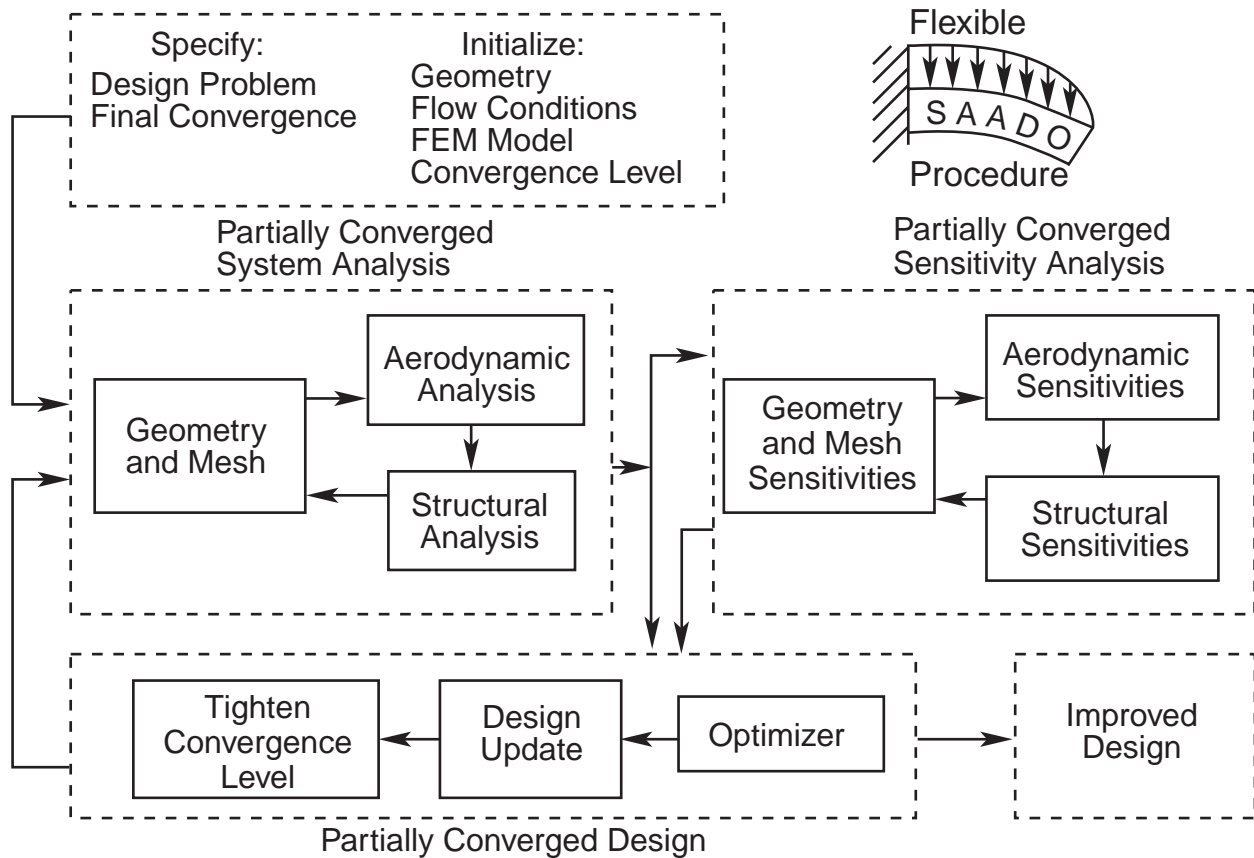 Specify:
Design Problem
Final Convergence
Initialize:
Geometry
Flow Conditions
FEM Model
Convergence Level
Flexible
SAADO
Procedure
Partially Converged
System Analysis
Geometry
and Mesh
Aerodynamic
Analysis
Structural
Analysis
Partially Converged
Sensitivity Analysis
Geometry
and Mesh
Sensitivities
Aerodynamic
Sensitivities
Structural
Sensitivities
Tighten
Convergence
Level
Design
Update
Optimizer
Improved
Design
Partially Converged Design